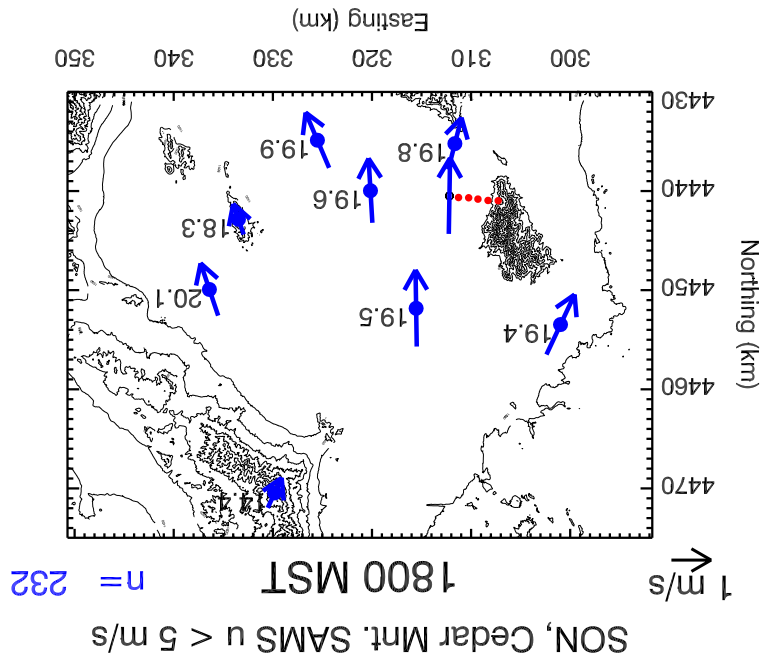 SON, Cedar Mnt. SAMS u < 5 m/s
1 m/s 1800 MST n= 232
4470
14.4
4460
19.4
19.5
4450
20.1
18.3
4440
19.6
19.8
19.9
4430
Northing (km)
300 310 320 330 340 350
Easting (km)